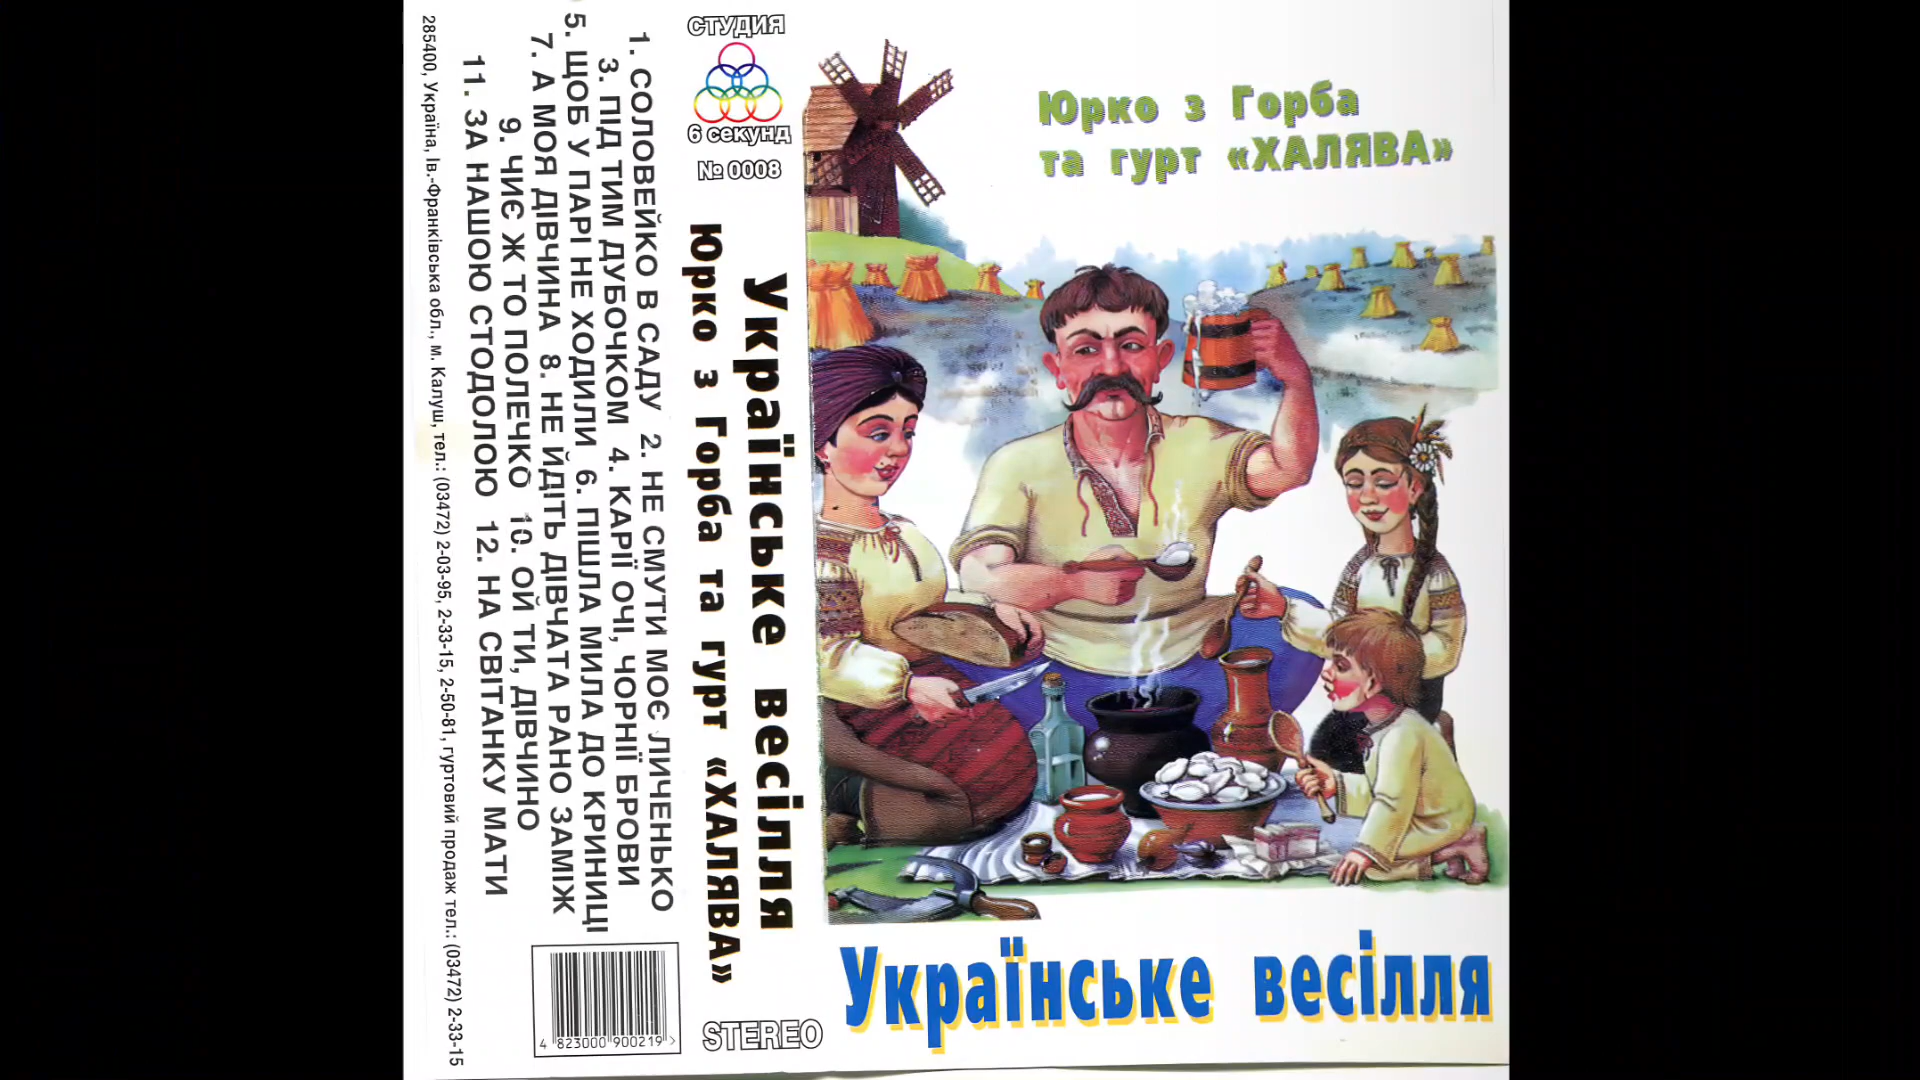 285400, Україна, Ів.-Франківська обл., м. Калуш, тел.: (03472) 2-03-95, 2-33-15, 2-50-81, гуртовий продаж тел.: (03472) 2-33-15
1. СОЛОВЕЙКО В САДУ 2. НЕ СМУТИ МОЄ ЛИЧЕНЬКО
3. ПІД ТИМ ДУБОЧКОМ 4. КАРІЇ ОЧІ, ЧОРНІЇ БРОВИ
5. ЩОБ У ПАРІ НЕ ХОДИЛИ 6. ПІШЛА МИЛА ДО КРИНИЦІ
7. А МОЯ ДІВЧИНА 8. НЕ ЙДІТЬ ДІВЧАТА РАНО ЗАМІЖ
9. ЧИЄ Ж ТО ПОЛЕЧКО 10. ОЙ ТИ, ДІВЧИНО
11. ЗА НАШОЮ СТОДОЛОЮ 12. НА СВІТАНКУ МАТИ
4 823000 900219 >
СТУДИЯ
6 секунд
№ 0008
Українське весілля
Юрко з Горба та гурт «ХАЛЯВА»
STEREO
Юрко з Горба
та гурт «ХАЛЯВА»
Українське весілля